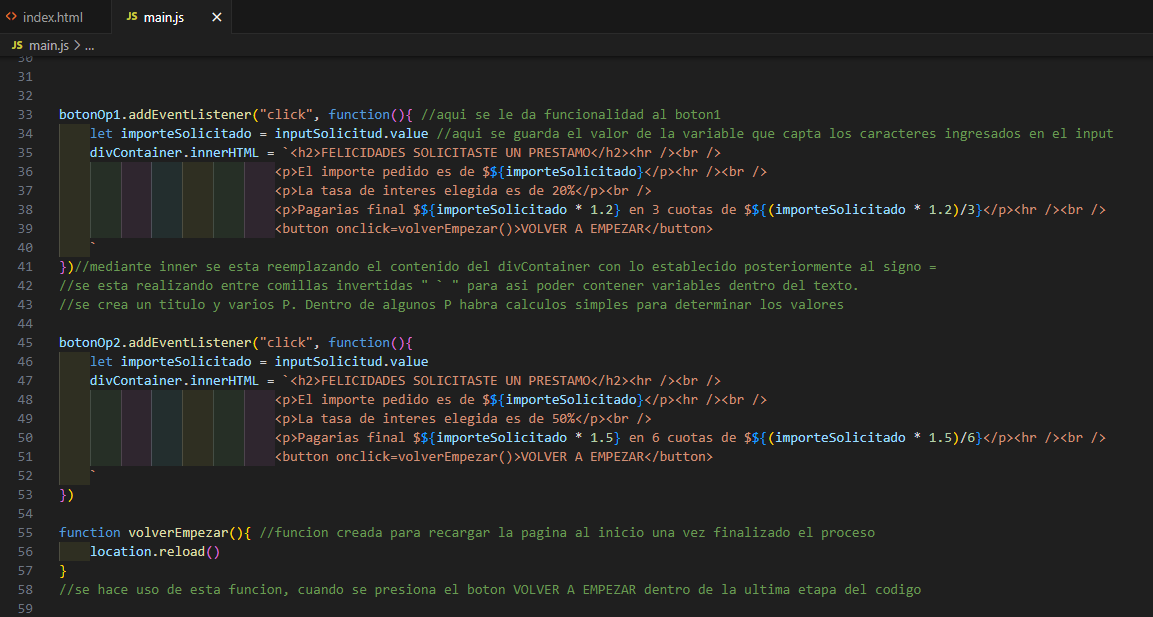 index.html
JS main.js ×
JS main.js > ...
30
31
32
33 botonOp1.addEventListener("click", function(){ //aqui se le da funcionalidad al boton1
34 let importeSolicitado = inputSolicitud.value //aqui se guarda el valor de la variable que capta los caracteres ingresados en el input
35 divContainer.innerHTML = `<h2>FELICIDADES SOLICITASTE UN PRESTAMO</h2><hr /><br />
36 <p>El importe pedido es de $${importeSolicitado}</p><hr /><br />
37 <p>La tasa de interes elegida es de 20%</p><br />
38 <p>Pagarias final $${importeSolicitado * 1.2} en 3 cuotas de $${(importeSolicitado * 1.2)/3}</p><hr /><br />
39 <button onclick=volverEmpezar()>VOLVER A EMPEZAR</button>
40 `
41 })//mediante inner se esta reemplazando el contenido del divContainer con lo establecido posteriormente al signo =
42 //se esta realizando entre comillas invertidas " ` " para asi poder contener variables dentro del texto.
43 //se crea un titulo y varios P. Dentro de algunos P habra calculos simples para determinar los valores
44
45 botonOp2.addEventListener("click", function(){
46 let importeSolicitado = inputSolicitud.value
47 divContainer.innerHTML = `<h2>FELICIDADES SOLICITASTE UN PRESTAMO</h2><hr /><br />
48 <p>El importe pedido es de $${importeSolicitado}</p><hr /><br />
49 <p>La tasa de interes elegida es de 50%</p><br />
50 <p>Pagarias final $${importeSolicitado * 1.5} en 6 cuotas de $${(importeSolicitado * 1.5)/6}</p><hr /><br />
51 <button onclick=volverEmpezar()>VOLVER A EMPEZAR</button>
52 `
53 })
54
55 function volverEmpezar(){ //funcion creada para recargar la pagina al inicio una vez finalizado el proceso
56 location.reload()
57 }
58 //se hace uso de esta funcion, cuando se presiona el boton VOLVER A EMPEZAR dentro de la ultima etapa del codigo
59